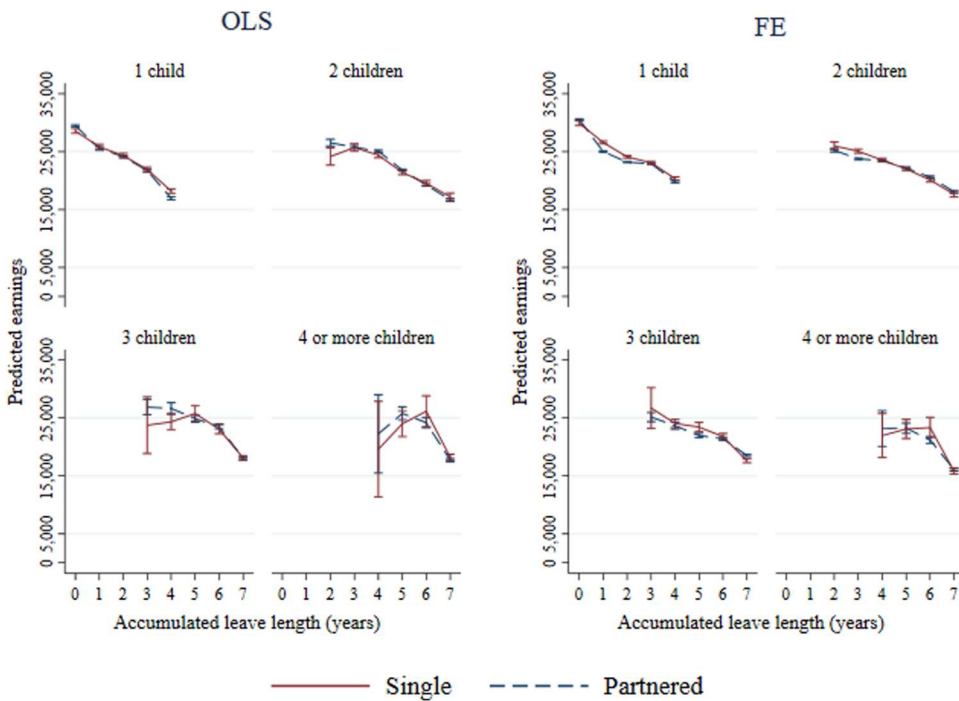 OLS
FE
1 child
2 children
1 child
2 children
35,000
25,000
15,000
5,000
0
35,000
25,000
15,000
5,000
0
3 children
4 or more children
3 children
4 or more children
35,000
25,000
15,000
5,000
0
35,000
25,000
15,000
5,000
0
Predicted earnings
Predicted earnings
0 1 2 3 4 5 6 7 0 1 2 3 4 5 6 7
0 1 2 3 4 5 6 7 0 1 2 3 4 5 6 7
Accumulated leave length (years)
Accumulated leave length (years)
Single
Partnered